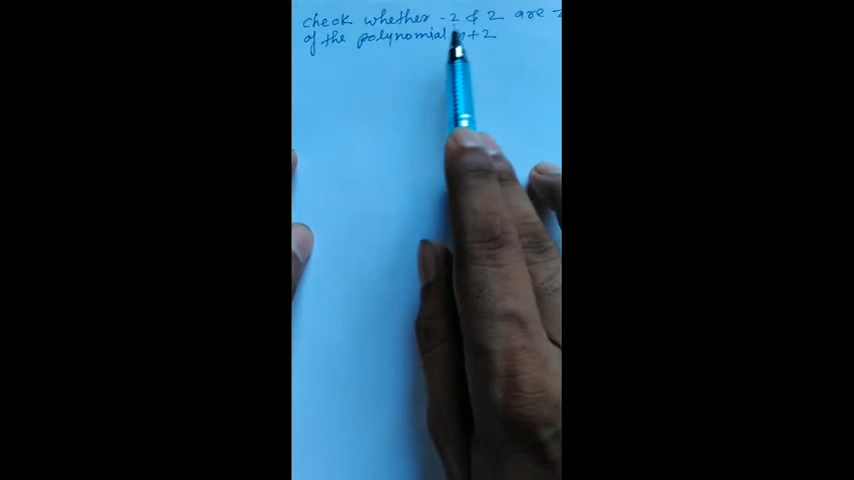 check whether -2 & 2 are
of the polynomial + 2